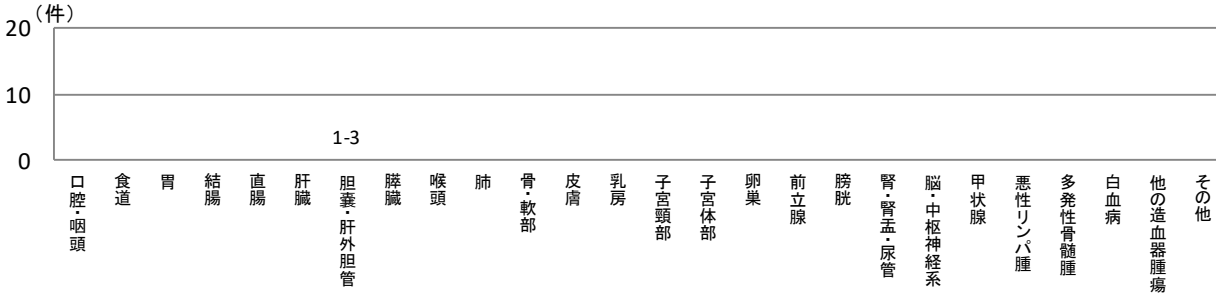 （件）
20
10
0
1-3
口腔・咽頭
食道
胃
結腸
直腸
肝臓
胆嚢・肝外胆管
膵臓
喉頭
肺
骨・軟部
皮膚
乳房
子宮頸部
子宮体部
卵巣
前立腺
膀胱
腎・腎盂・尿管
脳・中枢神経系
甲状腺
悪性リンパ腫
多発性骨髄腫
白血病
他の造血器腫瘍
その他